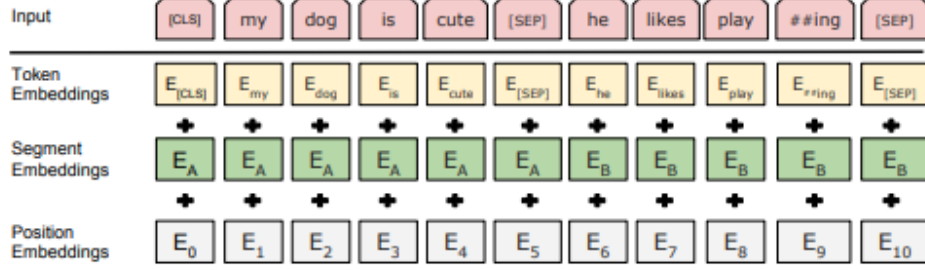 Input [CLS] my dog is cute [SEP] he likes play ##ing [SEP]
Token Embeddings E[CLS] Emy Edog Eis Ecute E[SEP] Ehe Elikes Eplay E##ing E[SEP]
+ + + + + + + + + + +
Segment Embeddings EA EA EA EA EA EA EB EB EB EB EB
+ + + + + + + + + + +
Position Embeddings E0 E1 E2 E3 E4 E5 E6 E7 E8 E9 E10